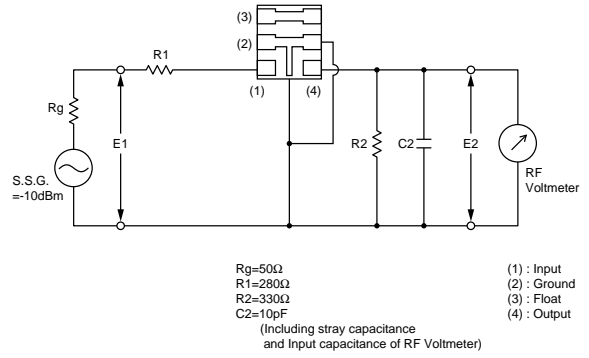 (3)
(2)
R1
(1)
(4)
Rg
E1
R2
C2
E2
S.S.G.
=-10dBm
RF
Voltmeter
Rg=50Ω
R1=280Ω
R2=330Ω
C2=10pF
(Including stray capacitance
and Input capacitance of RF Voltmeter)
(1) : Input
(2) : Ground
(3) : Float
(4) : Output